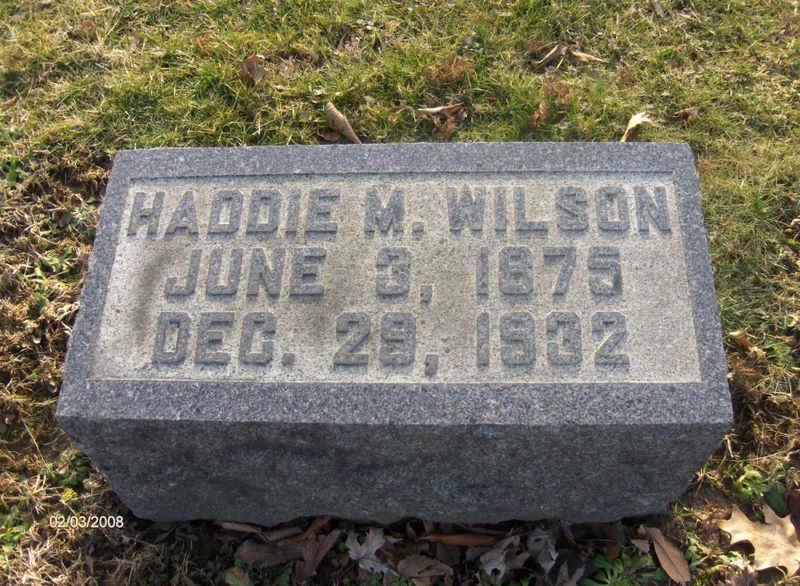 HADDIE M. WILSON
JUNE 3, 1875
DEC. 29, 1932
02/03/2008